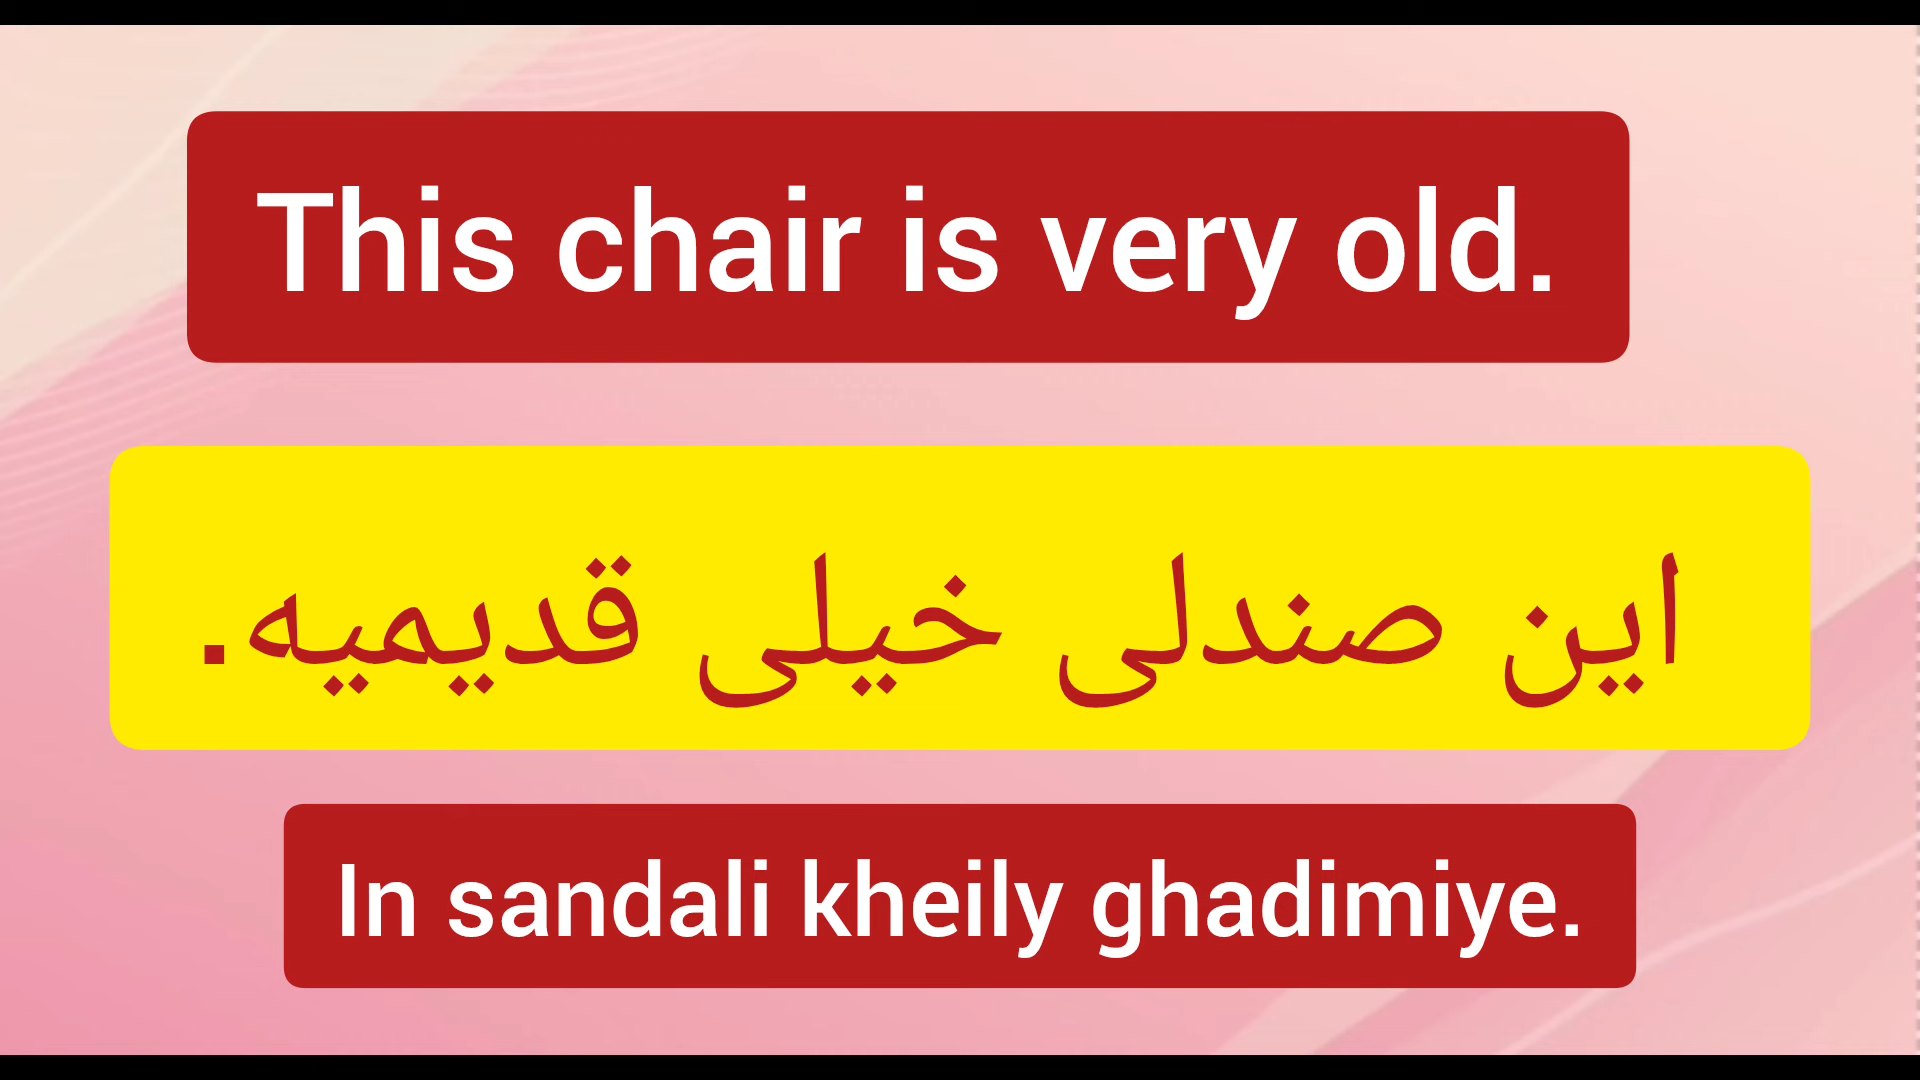 This chair is very old.
این صندلی خیلی قدیمیه.
In sandali kheily ghadimiye.